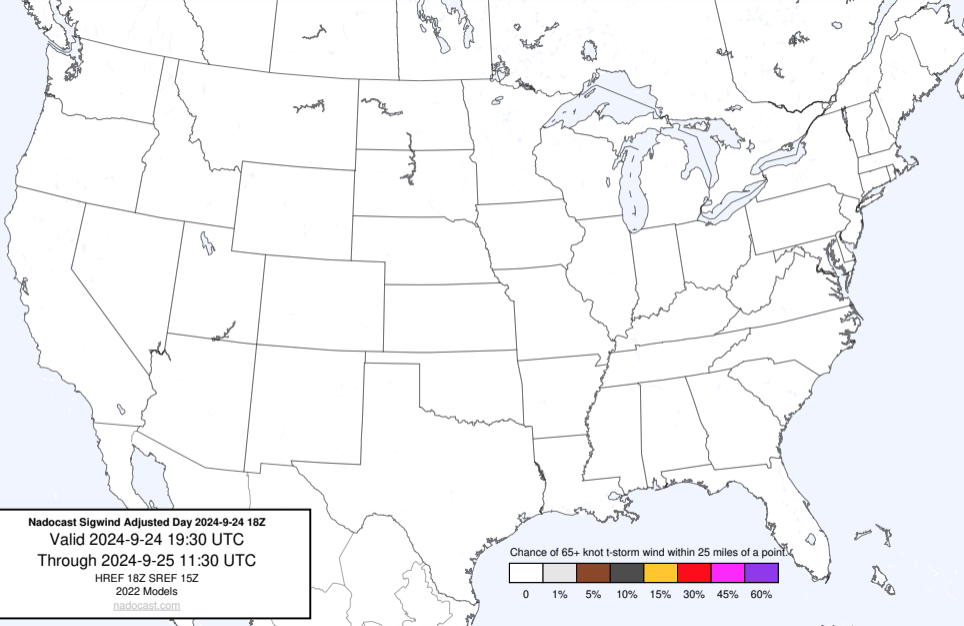 Nadocast Sigwind Adjusted Day 2024-9-24 18Z
Valid 2024-9-24 19:30 UTC
Through 2024-9-25 11:30 UTC
HREF 18Z SREF 15Z
2022 Models
nadocast.com
Chance of 65+ knot t-storm wind within 25 miles of a point.
0 1% 5% 10% 15% 30% 45% 60%